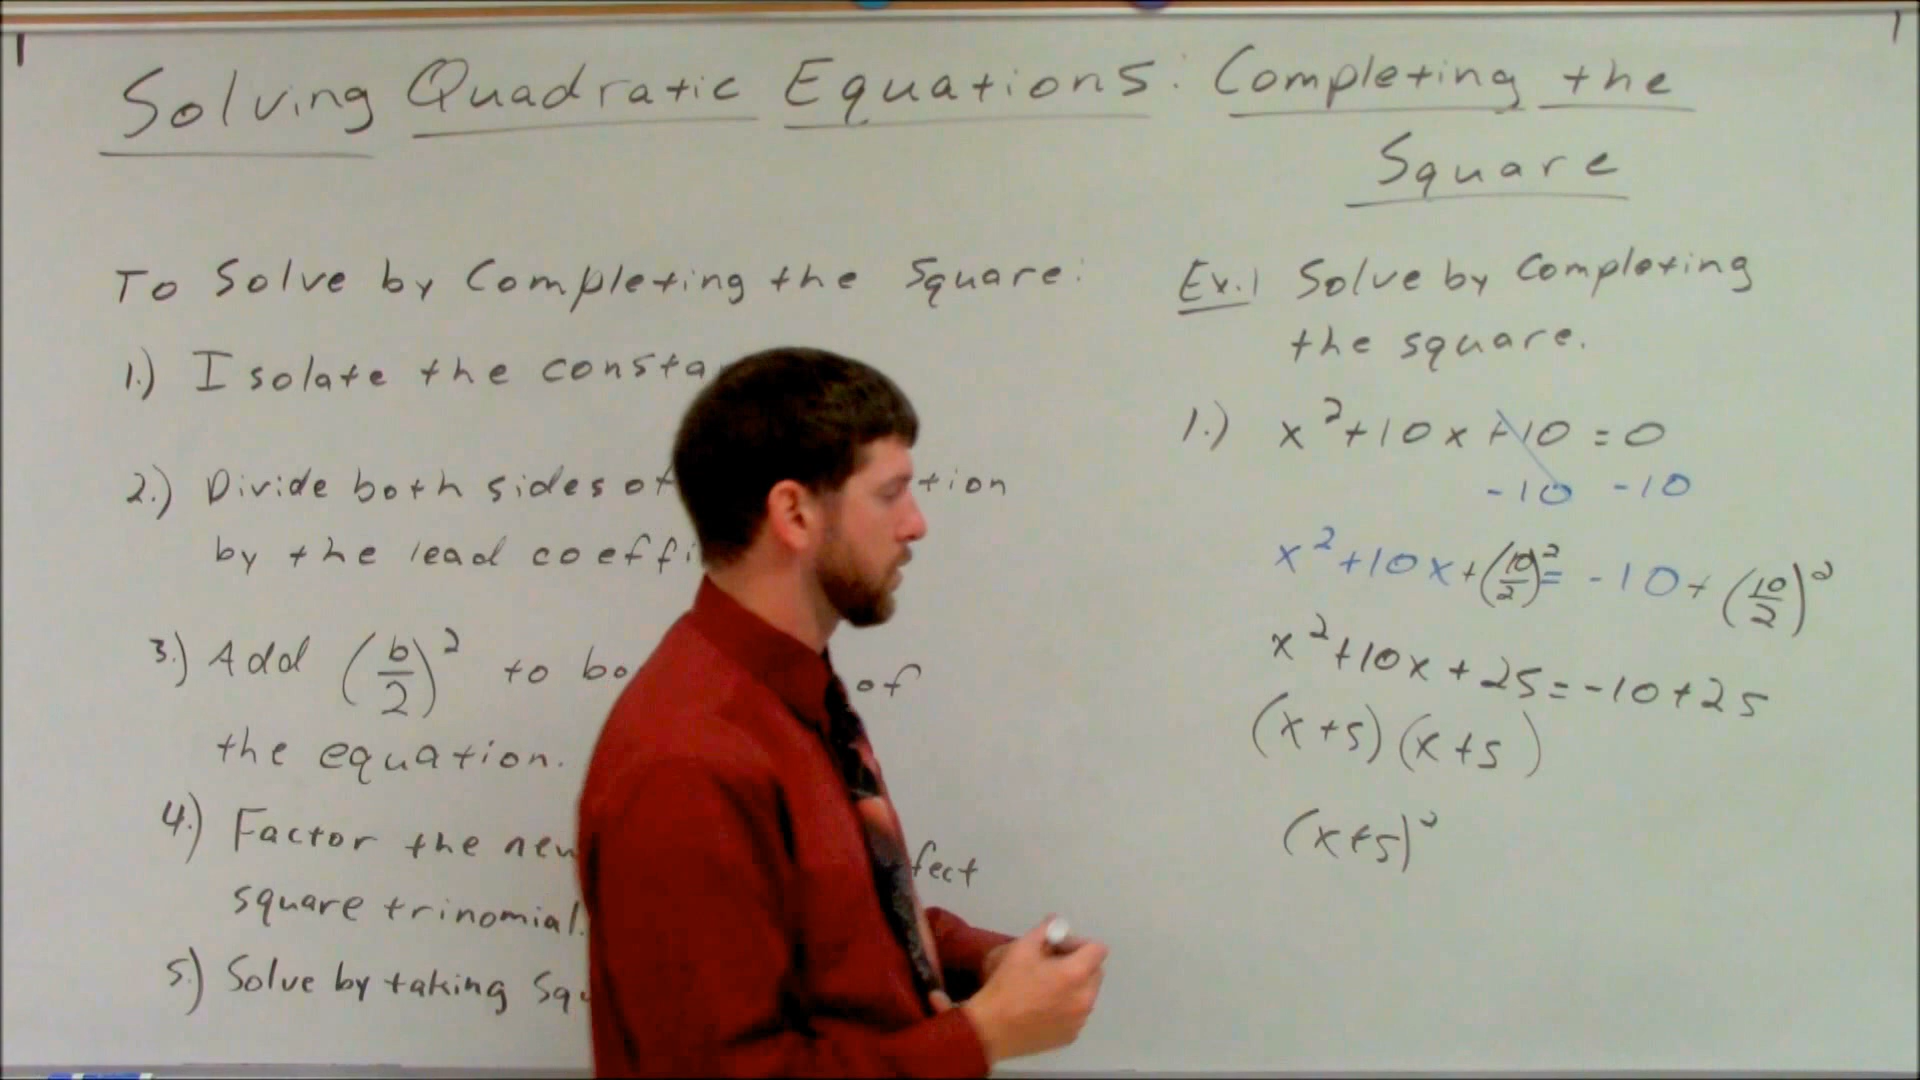 Solving Quadratic Equations: Completing the
Square
To Solve by Completing the Square:
1.) Isolate the consta
2.) Divide both sides of tion
by the lead coeffi
3.) Add (b/2)² to bo of
the equation.
4.) Factor the new fect
square trinomial.
5.) Solve by taking Squ
Ex.1 Solve by Completing
the square.
1.) x²+10x+10=0
-10 -10
x²+10x+(10/2)²=-10+(10/2)²
x²+10x+25=-10+25
(x+5)(x+5)
(x+5)²